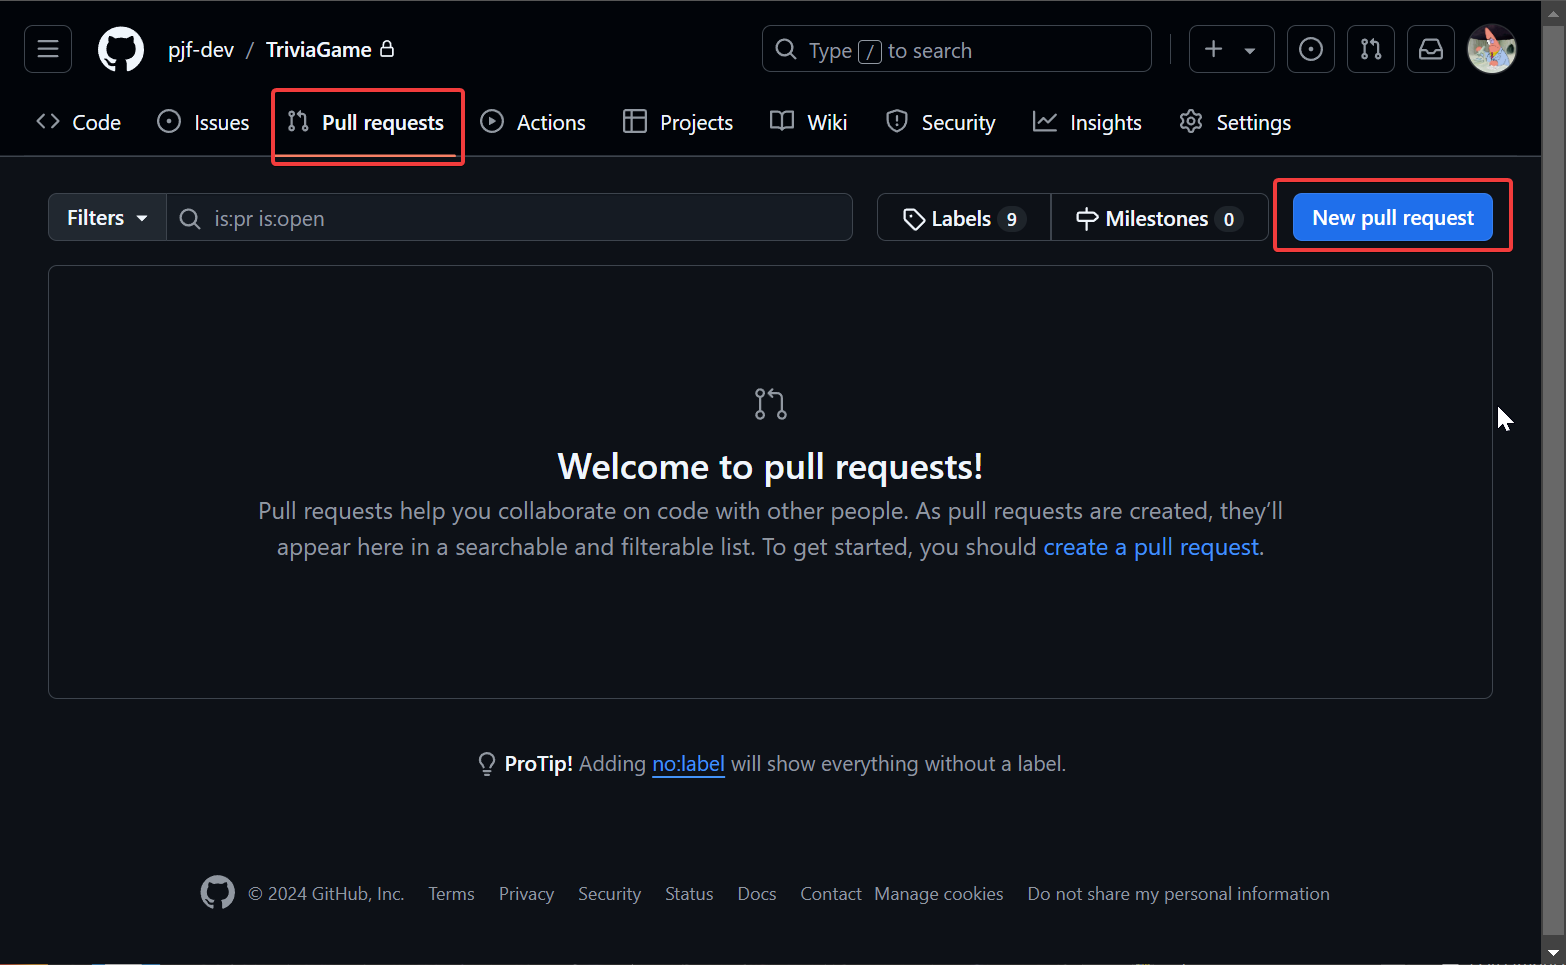 pjf-dev / TriviaGame
Type / to search
Code Issues Pull requests Actions Projects Wiki Security Insights Settings
Filters is:pr is:open Labels 9 Milestones 0 New pull request
Welcome to pull requests!
Pull requests help you collaborate on code with other people. As pull requests are created, they’ll
appear here in a searchable and filterable list. To get started, you should create a pull request.
ProTip! Adding no:label will show everything without a label.
© 2024 GitHub, Inc. Terms Privacy Security Status Docs Contact Manage cookies Do not share my personal information